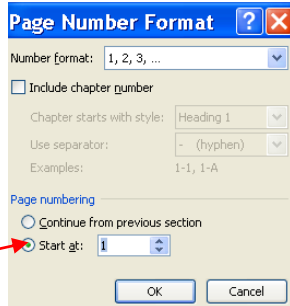 Page Number Format
Number format: 1, 2, 3, ...
Include chapter number
Chapter starts with style: Heading 1
Use separator: - (hyphen)
Examples: 1-1, 1-A
Page numbering
Continue from previous section
Start at: 1
OK Cancel